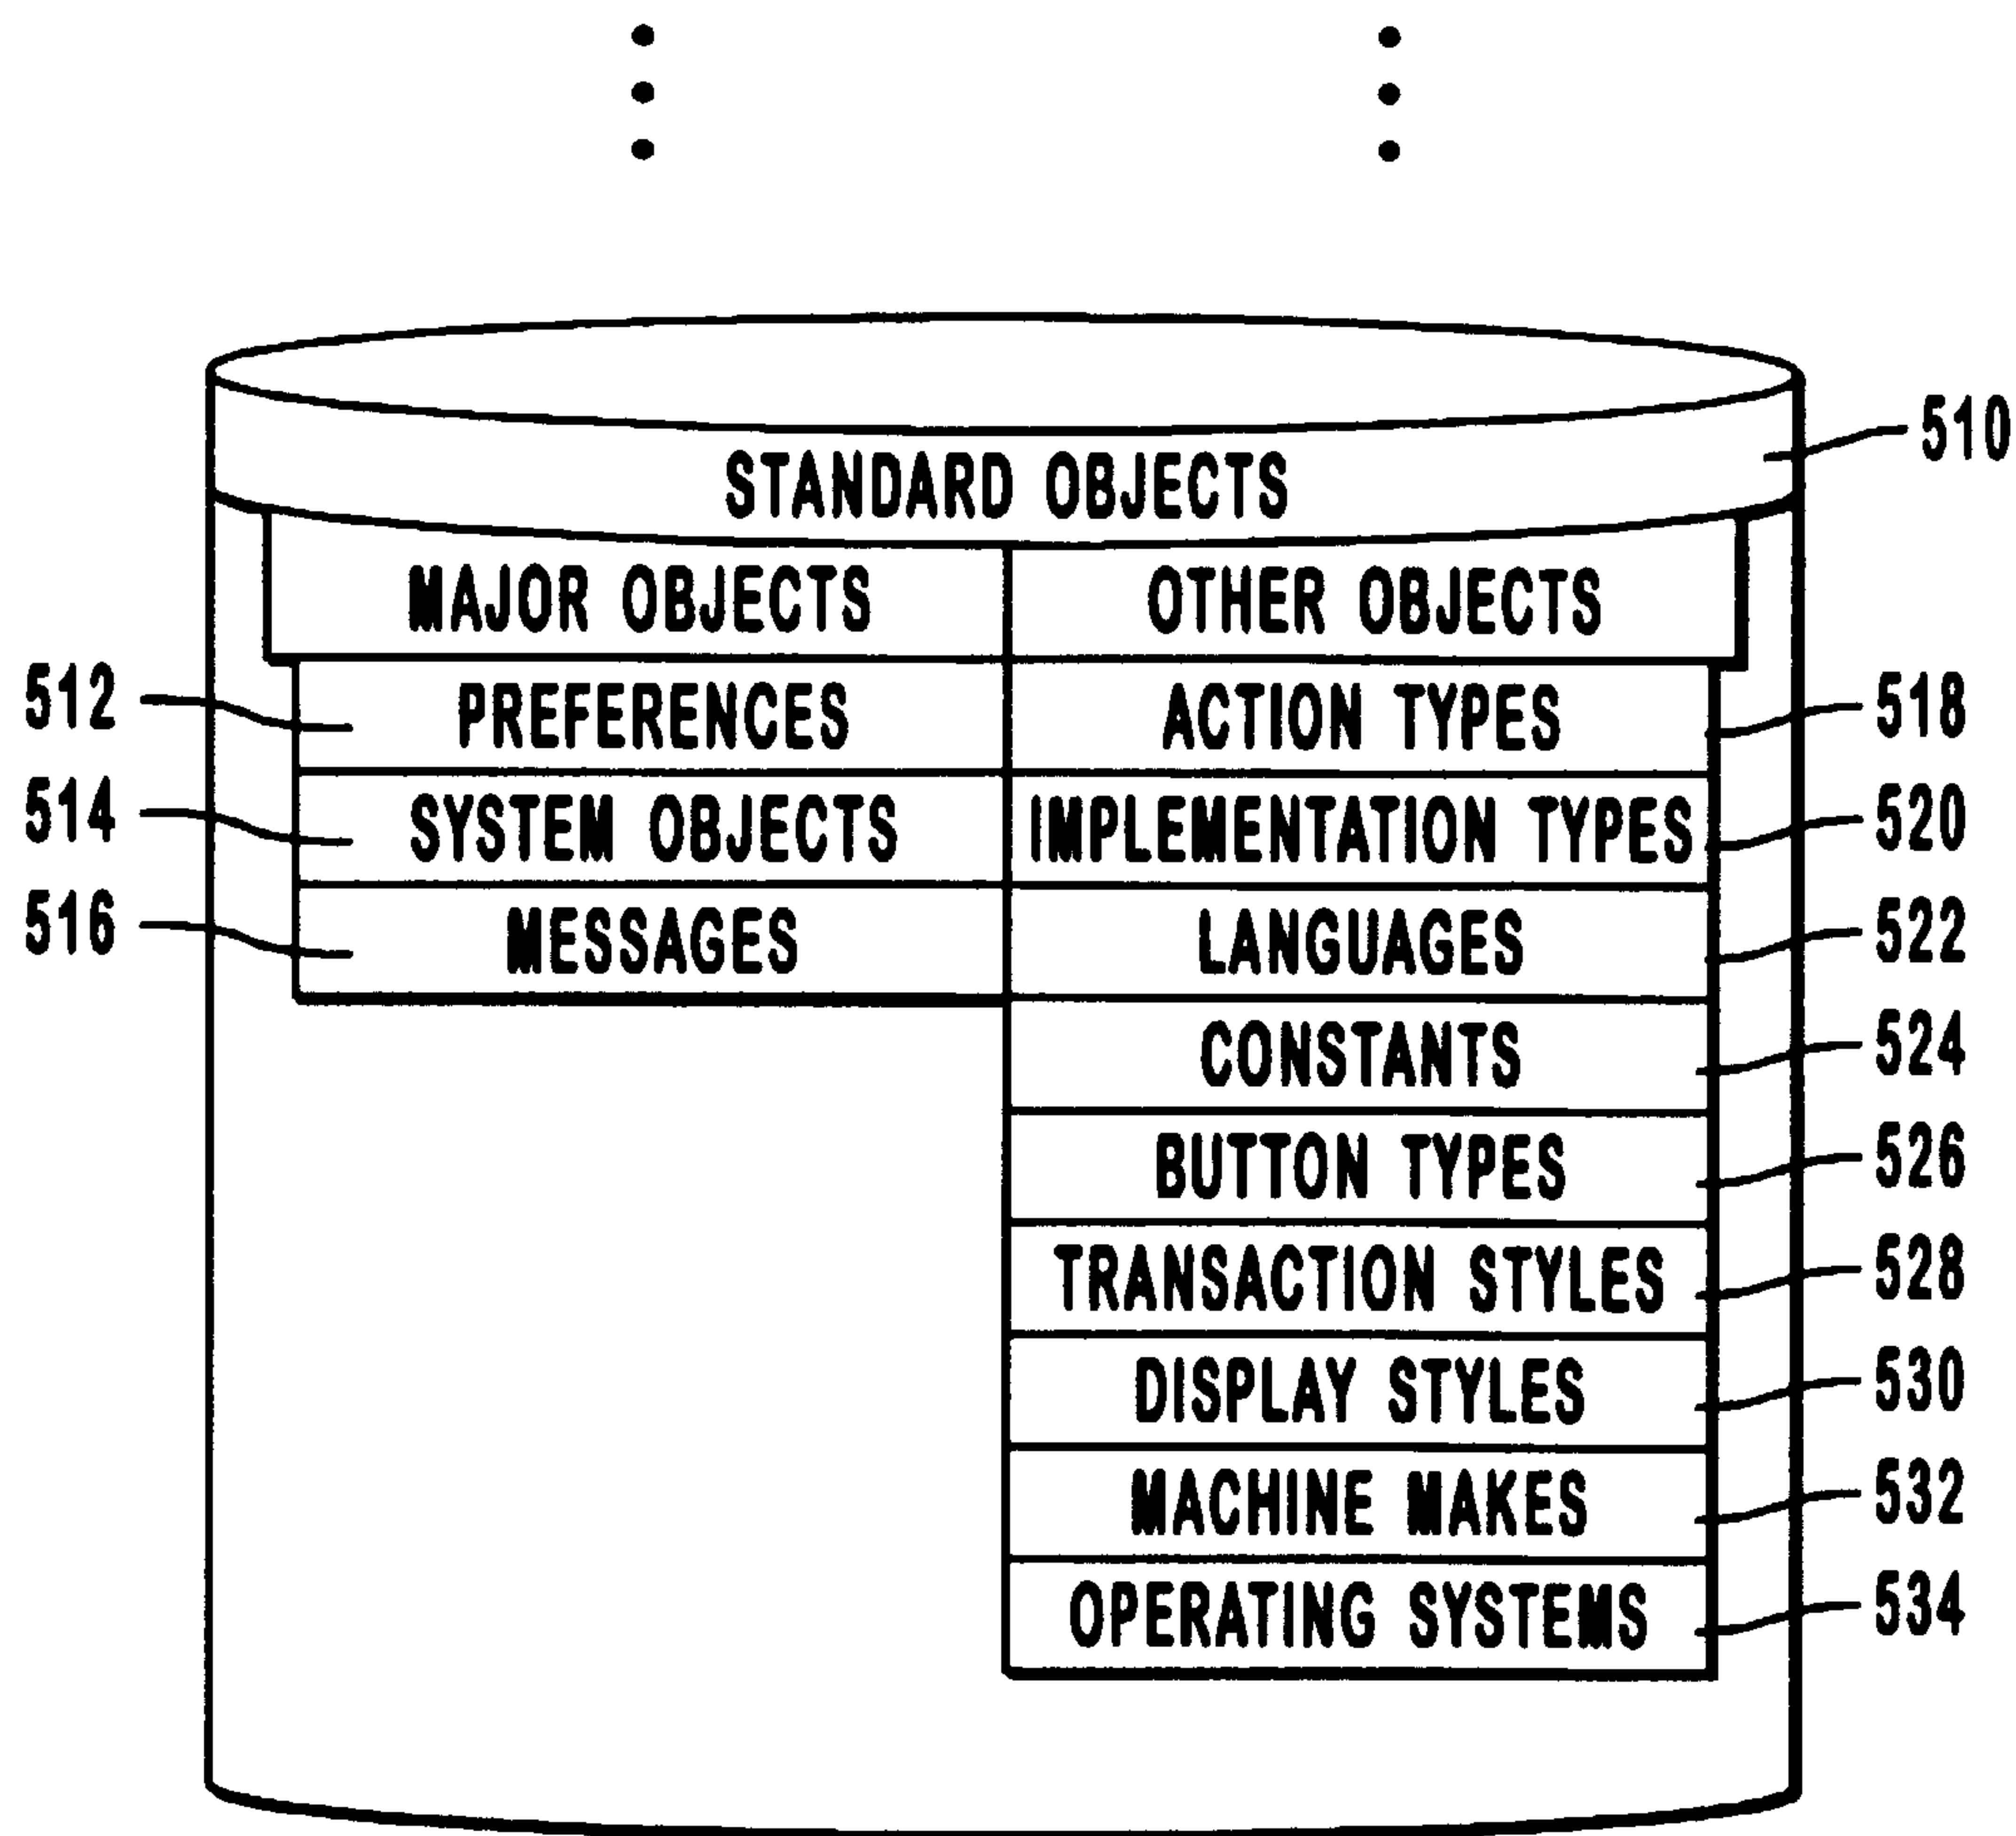 510
STANDARD OBJECTS
MAJOR OBJECTS OTHER OBJECTS
512 PREFERENCES ACTION TYPES 518
514 SYSTEM OBJECTS IMPLEMENTATION TYPES 520
516 MESSAGES LANGUAGES 522
CONSTANTS 524
BUTTON TYPES 526
TRANSACTION STYLES 528
DISPLAY STYLES 530
MACHINE MAKES 532
OPERATING SYSTEMS 534